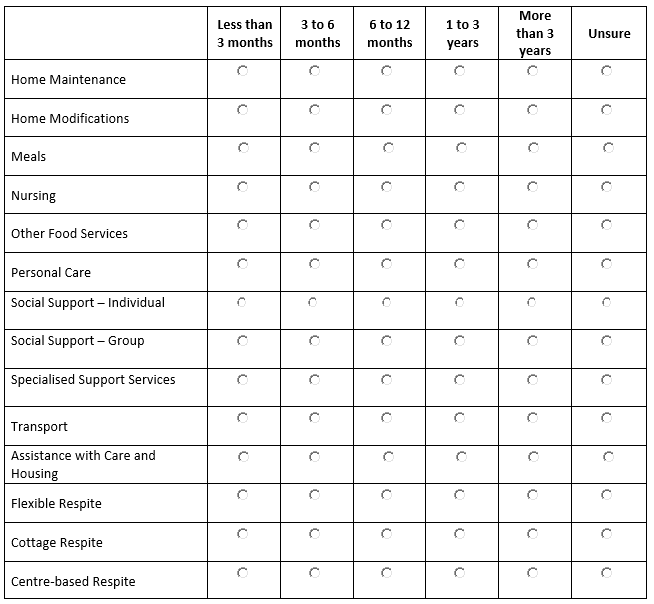 Less than 3 months
3 to 6 months
6 to 12 months
1 to 3 years
More than 3 years
Unsure
Home Maintenance
Home Modifications
Meals
Nursing
Other Food Services
Personal Care
Social Support – Individual
Social Support – Group
Specialised Support Services
Transport
Assistance with Care and
Housing
Flexible Respite
Cottage Respite
Centre-based Respite